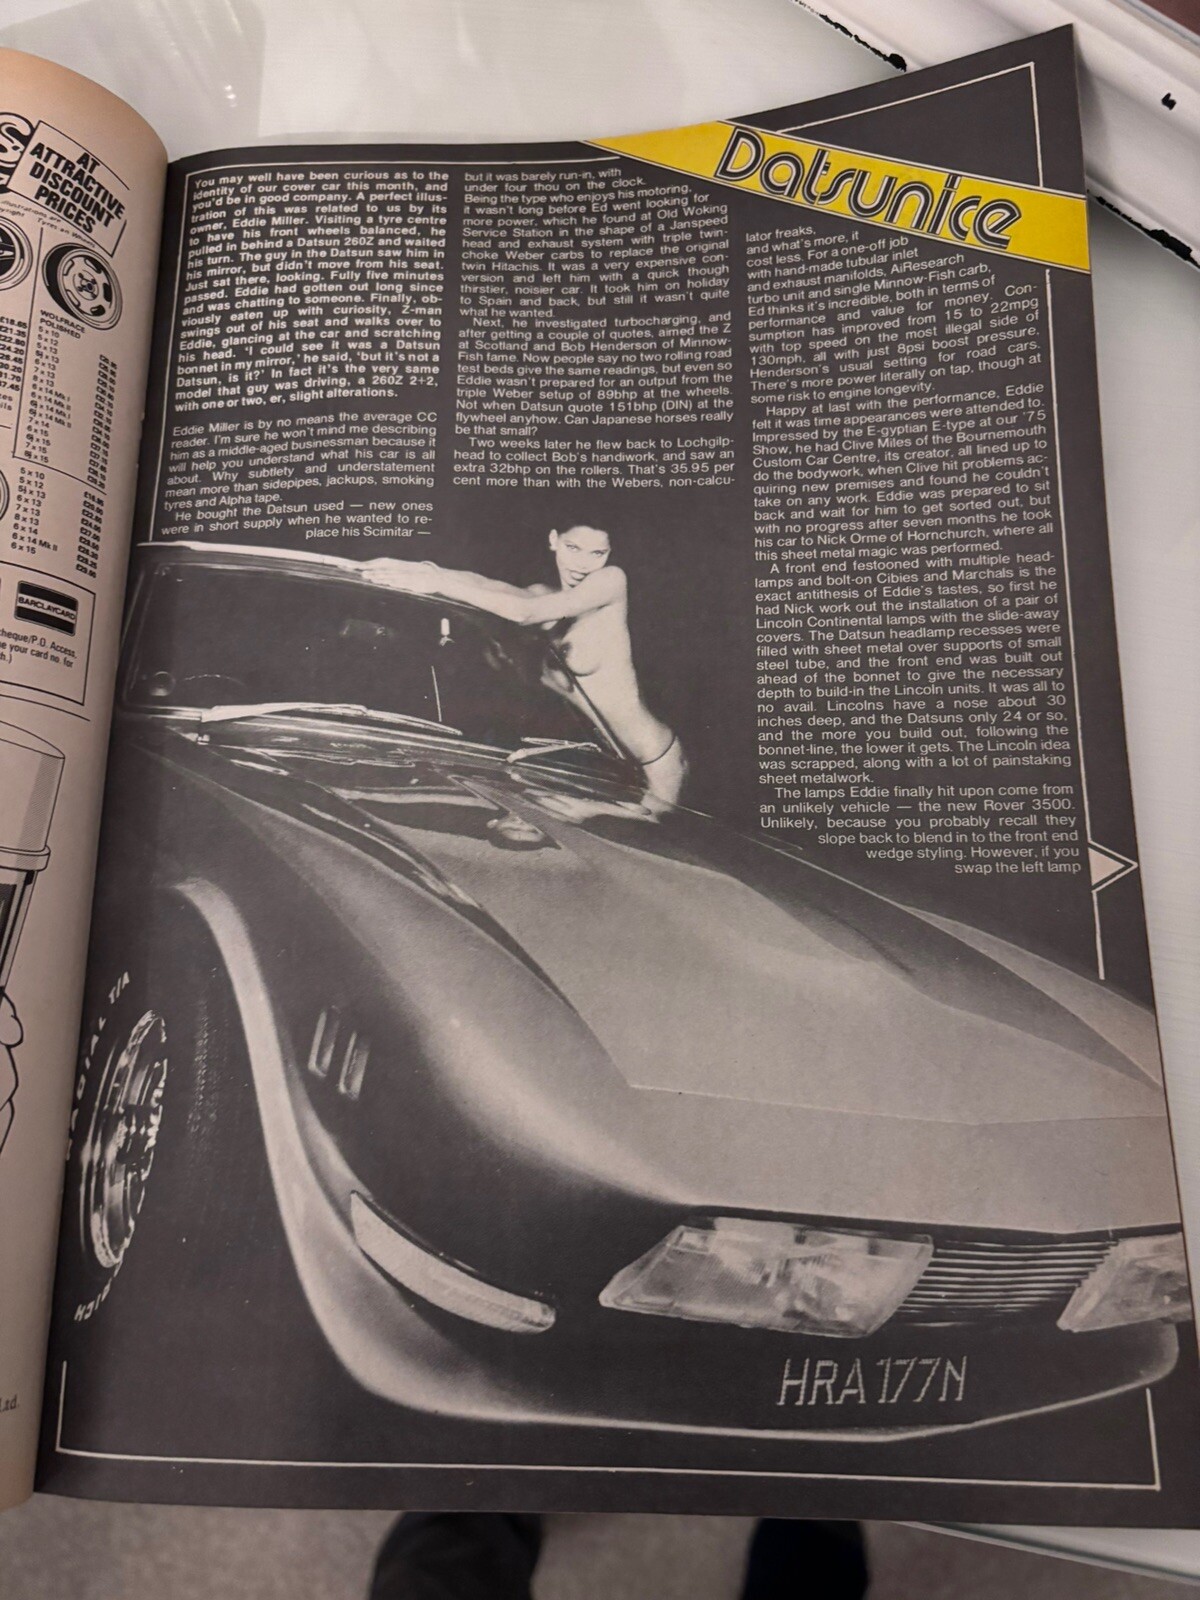 AT
ATTRACTIVE
DISCOUNT
PRICES
WOLFRACE
POLISHED
BARCLAYCARD
cheque/P.O. Access,
e your card no. for
Ltd.
Datsunice
You may well have been curious as to the
identity of our cover car this month, and
you'd be in good company. A perfect illus-
tration of this was related to us by its
owner, Eddie Miller. Visiting a tyre centre
to have his front wheels balanced, he
pulled in behind a Datsun 260Z and waited
his turn. The guy in the Datsun saw him in
his mirror, but didn't move from his seat.
Just sat there, looking. Fully five minutes
passed. Eddie had gotten out long since
and was chatting to someone. Finally, ob-
viously eaten up with curiosity, Z-man
swings out of his seat and walks over to
Eddie, glancing at the car and scratching
his head. 'I could see it was a Datsun
bonnet in my mirror,' he said, 'but it's not a
Datsun, is it?' In fact it's the very same
model that guy was driving, a 260Z 2+2,
with one or two, er, slight alterations.
Eddie Miller is by no means the average CC
reader. I'm sure he won't mind me describing
him as a middle-aged businessman because it
will help you understand what his car is all
about. Why subtlety and understatement
mean more than sidepipes, jackups, smoking
tyres and Alpha tape.
He bought the Datsun used — new ones
were in short supply when he wanted to re-
place his Scimitar —
but it was barely run-in, with
under four thou on the clock.
Being the type who enjoys his motoring,
it wasn't long before Ed went looking for
more power, which he found at Old Woking
Service Station in the shape of a Janspeed
head and exhaust system with triple twin-
choke Weber carbs to replace the original
twin Hitachis. It was a very expensive con-
version and left him with a quick though
thirstier, noisier car. It took him on holiday
to Spain and back, but still it wasn't quite
what he wanted.
Next, he investigated turbocharging, and
after getting a couple of quotes, aimed the Z
at Scotland and Bob Henderson of Minnow-
Fish fame. Now people say no two rolling road
test beds give the same readings, but even so
Eddie wasn't prepared for an output from the
triple Weber setup of 89bhp at the wheels.
Not when Datsun quote 151bhp (DIN) at the
flywheel anyhow. Can Japanese horses really
be that small?
Two weeks later he flew back to Lochgilp-
head to collect Bob's handiwork, and saw an
extra 32bhp on the rollers. That's 35.95 per
cent more than with the Webers, non-calcu-
lator freaks,
and what's more, it
cost less. For a one-off job
with hand-made tubular inlet
and exhaust manifolds, AiResearch
turbo unit and single Minnow-Fish carb,
Ed thinks it's incredible, both in terms of
performance and value for money. Con-
sumption has improved from 15 to 22mpg
with top speed on the most illegal side of
130mph, all with just 8psi boost pressure,
Henderson's usual setting for road cars.
There's more power literally on tap, though at
some risk to engine longevity.
Happy at last with the performance, Eddie
felt it was time appearances were attended to.
Impressed by the E-gyptian E-type at our '75
Show, he had Clive Miles of the Bournemouth
Custom Car Centre, its creator, all lined up to
do the bodywork, when Clive hit problems ac-
quiring new premises and found he couldn't
take on any work. Eddie was prepared to sit
back and wait for him to get sorted out, but
with no progress after seven months he took
his car to Nick Orme of Hornchurch, where all
this sheet metal magic was performed.
A front end festooned with multiple head-
lamps and bolt-on Cibies and Marchals is the
exact antithesis of Eddie's tastes, so first he
had Nick work out the installation of a pair of
Lincoln Continental lamps with the slide-away
covers. The Datsun headlamp recesses were
filled with sheet metal over supports of small
steel tube, and the front end was built out
ahead of the bonnet to give the necessary
depth to build-in the Lincoln units. It was all to
no avail. Lincolns have a nose about 30
inches deep, and the Datsuns only 24 or so,
and the more you build out, following the
bonnet-line, the lower it gets. The Lincoln idea
was scrapped, along with a lot of painstaking
sheet metalwork.
The lamps Eddie finally hit upon come from
an unlikely vehicle — the new Rover 3500.
Unlikely, because you probably recall they
slope back to blend in to the front end
wedge styling. However, if you
swap the left lamp
RADIAL T/A
HRA 177N